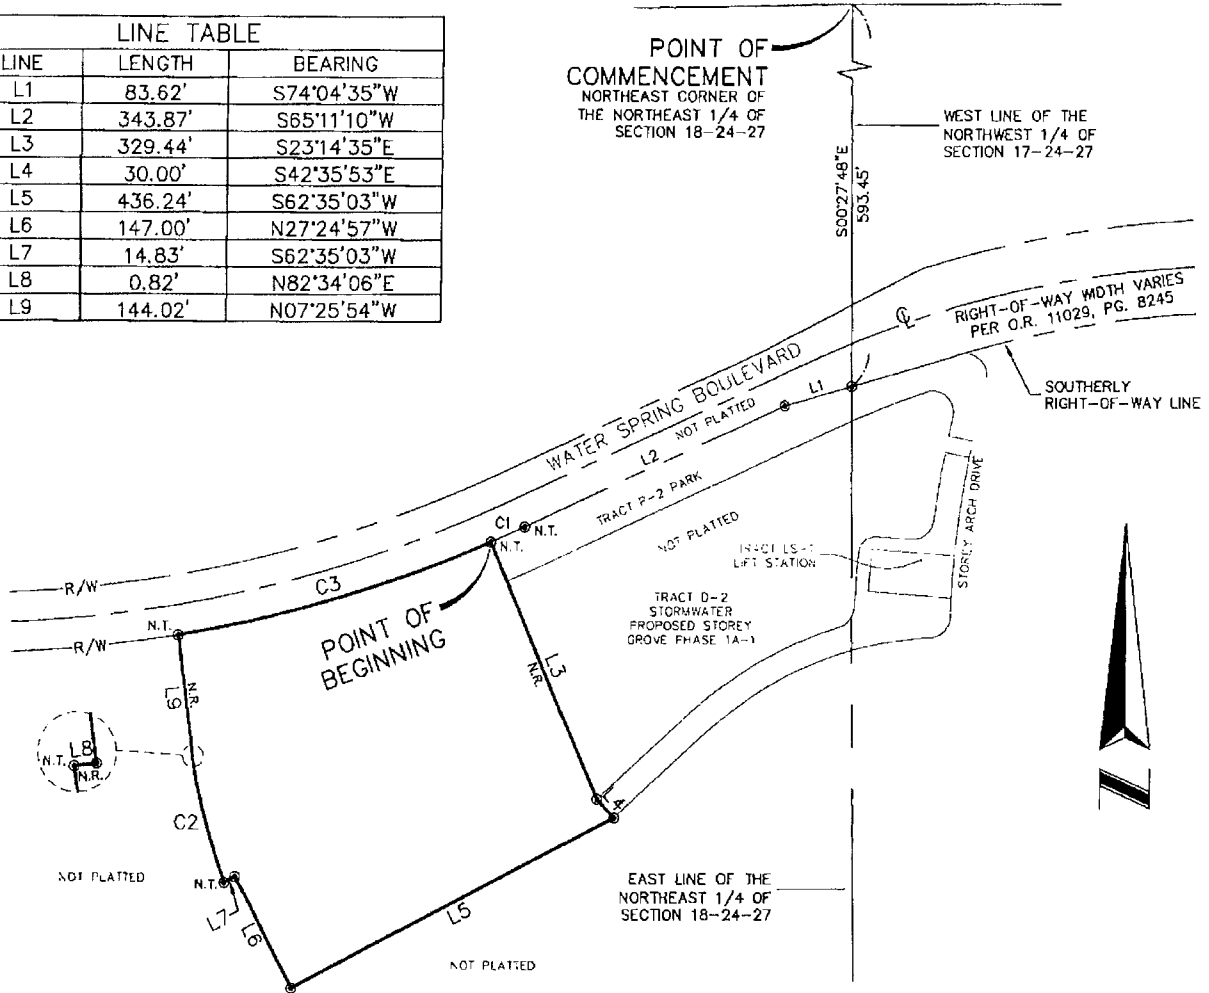 LINE TABLE
LINE LENGTH BEARING
L1 83.62' S74°04'35"W
L2 343.87' S65°11'10"W
L3 329.44' S23°14'35"E
L4 30.00' S42°35'53"E
L5 436.24' S62°35'03"W
L6 147.00' N27°24'57"W
L7 14.83' S62°35'03"W
L8 0.82' N82°34'06"E
L9 144.02' N07°25'54"W
POINT OF
COMMENCEMENT
NORTHEAST CORNER OF
THE NORTHEAST 1/4 OF
SECTION 18-24-27
WEST LINE OF THE
NORTHWEST 1/4 OF
SECTION 17-24-27
S00°27'48"E
593.45'
RIGHT-OF-WAY WIDTH VARIES
PER O.R. 11029, PG. 8245
SOUTHERLY
RIGHT-OF-WAY LINE
WATER SPRING BOULEVARD
NOT PLATTED
L1
L2
TRACT P-2 PARK
NOT PLATTED
C1
N.T.
N.T.
STOREY ARCH DRIVE
LIFT STATION
TRACT D-2
STORMWATER
PROPOSED STOREY
GROVE PHASE 1A-1
R/W
C3
N.T.
R/W
POINT OF
BEGINNING
L3
N.R.
L9
N.R.
L8
N.T.
N.R.
C2
L4
NOT PLATTED
N.T.
L7
L6
L5
EAST LINE OF THE
NORTHEAST 1/4 OF
SECTION 18-24-27
NOT PLATTED